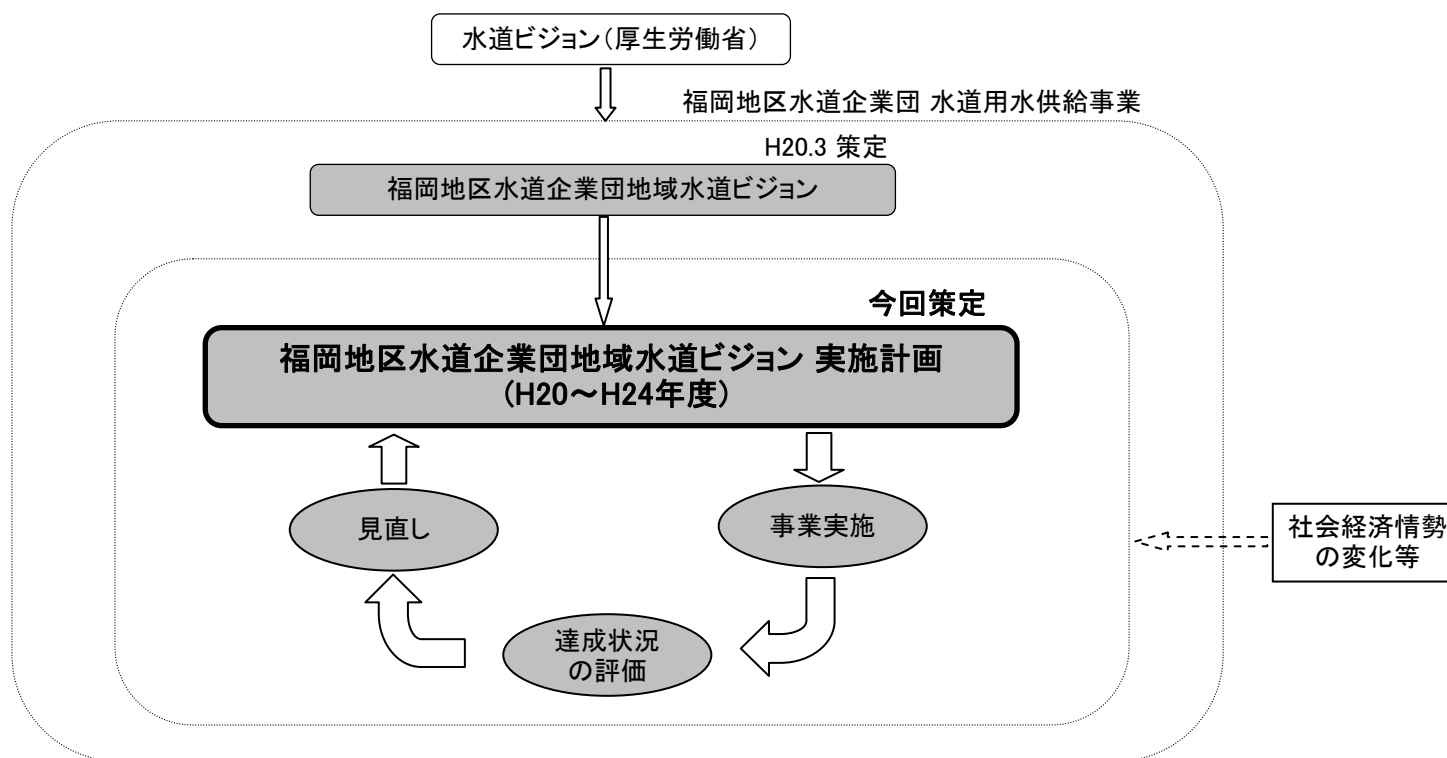 水道ビジョン（厚生労働省）
福岡地区水道企業団 水道用水供給事業
H20.3 策定
福岡地区水道企業団地域水道ビジョン
今回策定
福岡地区水道企業団地域水道ビジョン 実施計画
（H20～H24年度）
見直し
事業実施
社会経済情勢
の変化等
達成状況
の評価